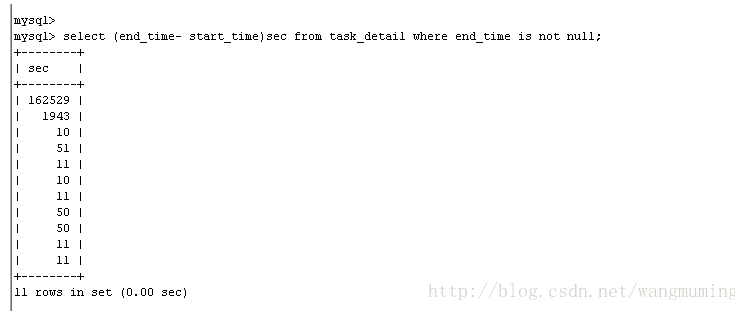 mysql>
mysql> select (end_time- start_time)sec from task_detail where end_time is not null;
+--------+
| sec    |
+--------+
| 162529 |
|   1943 |
|     10 |
|     51 |
|     11 |
|     10 |
|     11 |
|     50 |
|     50 |
|     11 |
|     11 |
+--------+
11 rows in set (0.00 sec)
http://blog.csdn.net/wangmuming